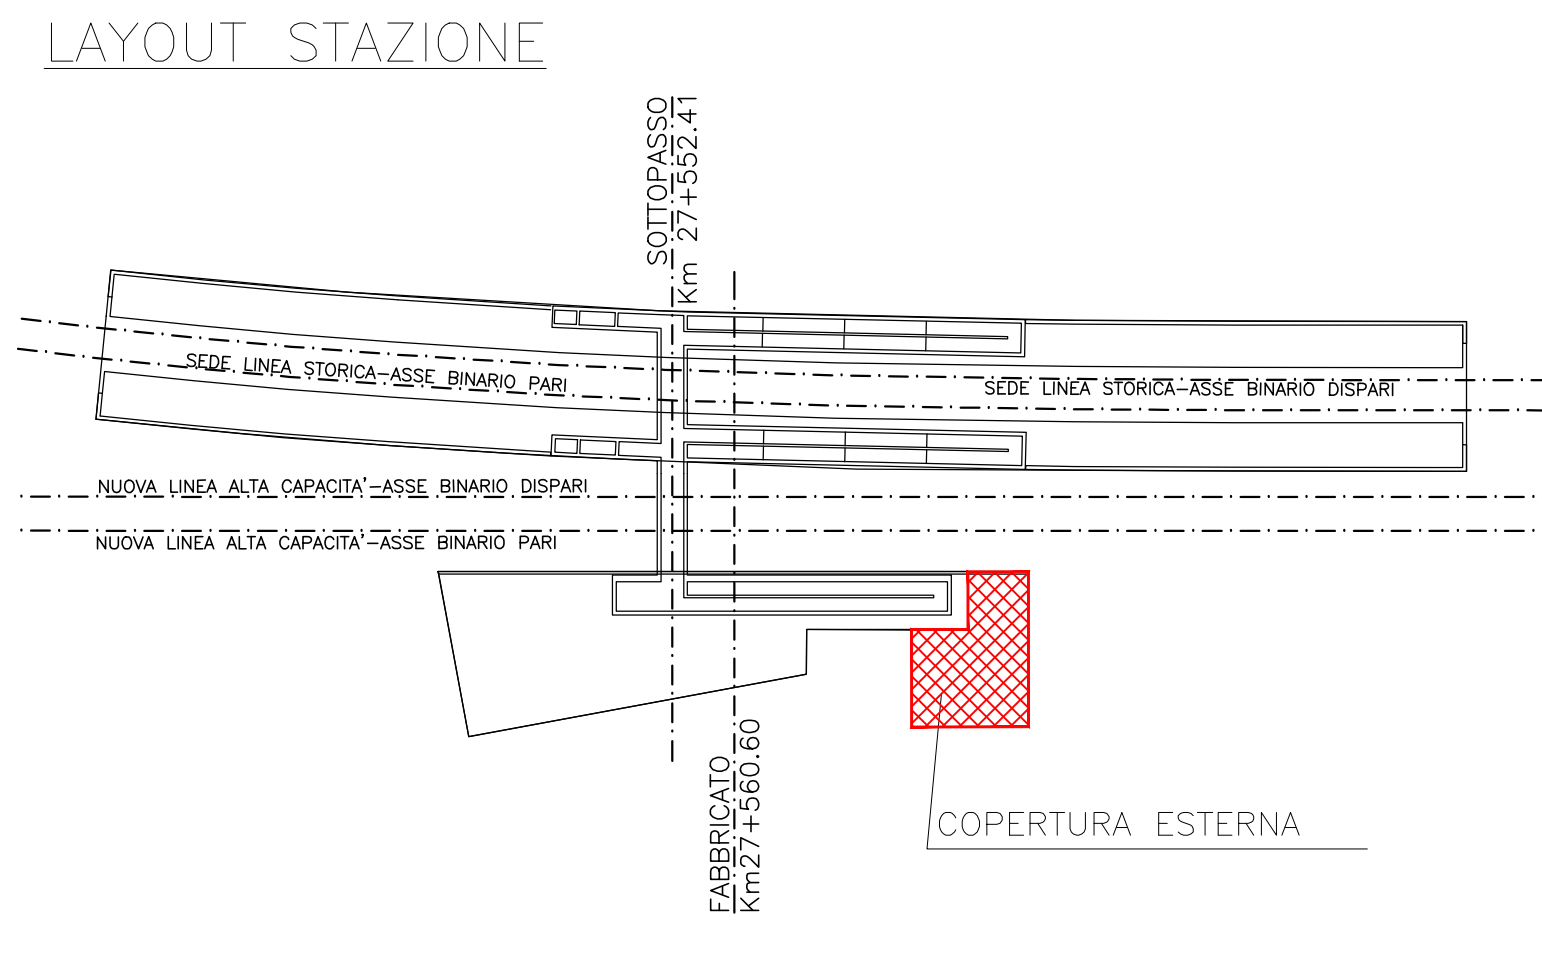 LAYOUT STAZIONE
SOTTOPASSO
Km 27+552.41
SEDE LINEA STORICA-ASSE BINARIO PARI
SEDE LINEA STORICA-ASSE BINARIO DISPARI
NUOVA LINEA ALTA CAPACITA'-ASSE BINARIO DISPARI
NUOVA LINEA ALTA CAPACITA'-ASSE BINARIO PARI
FABBRICATO
Km27+560.60
COPERTURA ESTERNA